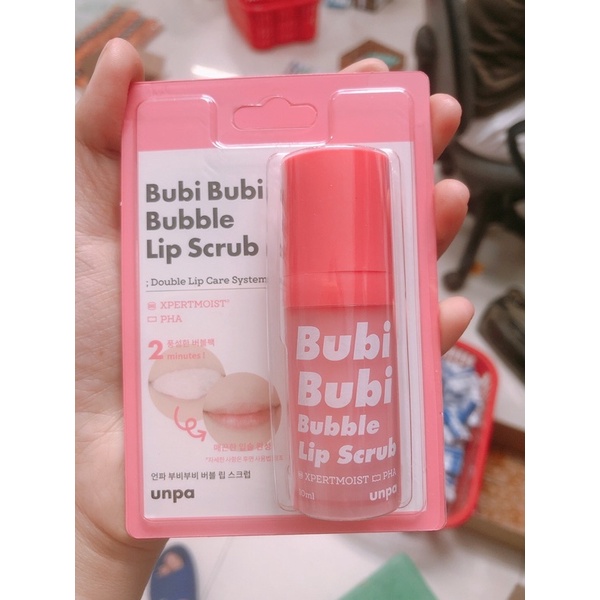 Bubi Bubi
Bubble
Lip Scrub
; Double Lip Care System
XPERTMOIST
PHA
2 minutes !
언파 부비부비 버블 립 스크럽
unpa
Bubi
Bubi
Bubble
Lip Scrub
XPERTMOIST PHA
unpa